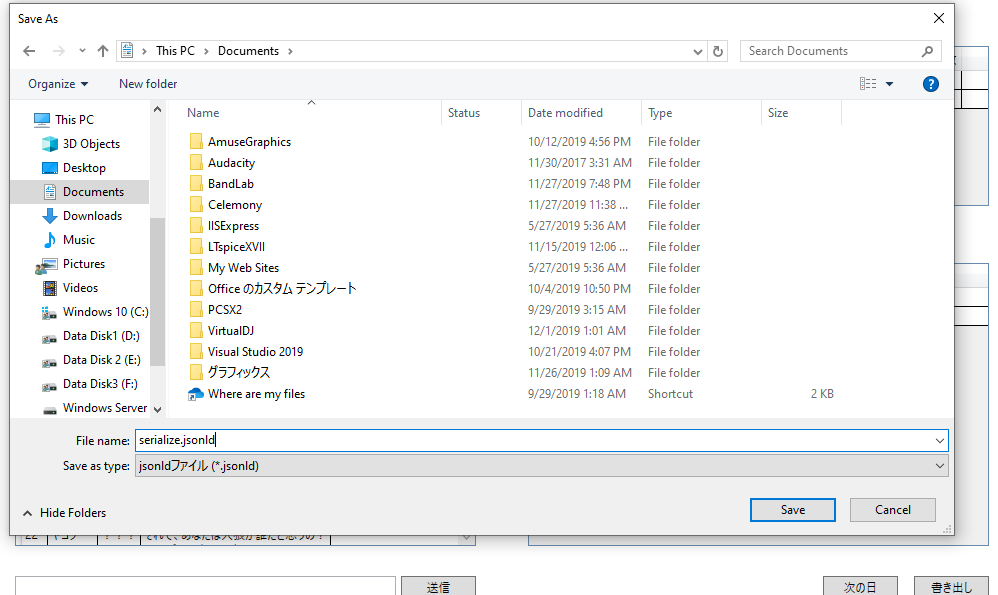 Save As
This PC > Documents >
Search Documents
Organize
New folder
Name Status Date modified Type Size
This PC
3D Objects
Desktop
Documents
Downloads
Music
Pictures
Videos
Windows 10 (C:)
Data Disk1 (D:)
Data Disk 2 (E:)
Data Disk3 (F:)
Windows Server
AmuseGraphics 10/12/2019 4:56 PM File folder
Audacity 11/30/2017 3:31 AM File folder
BandLab 11/27/2019 7:48 PM File folder
Celemony 11/27/2019 11:38 ... File folder
IISExpress 5/27/2019 5:36 AM File folder
LTspiceXVII 11/15/2019 12:06 ... File folder
My Web Sites 5/27/2019 5:36 AM File folder
Office のカスタム テンプレート 10/4/2019 10:50 PM File folder
PCSX2 9/29/2019 3:15 AM File folder
VirtualDJ 12/1/2019 1:01 AM File folder
Visual Studio 2019 10/21/2019 4:07 PM File folder
グラフィックス 11/26/2019 1:09 AM File folder
Where are my files 9/29/2019 1:18 AM Shortcut 2 KB
File name: serialize.jsonld
Save as type: jsonldファイル (*.jsonld)
Hide Folders
Save
Cancel
送信
次の日
書き出し